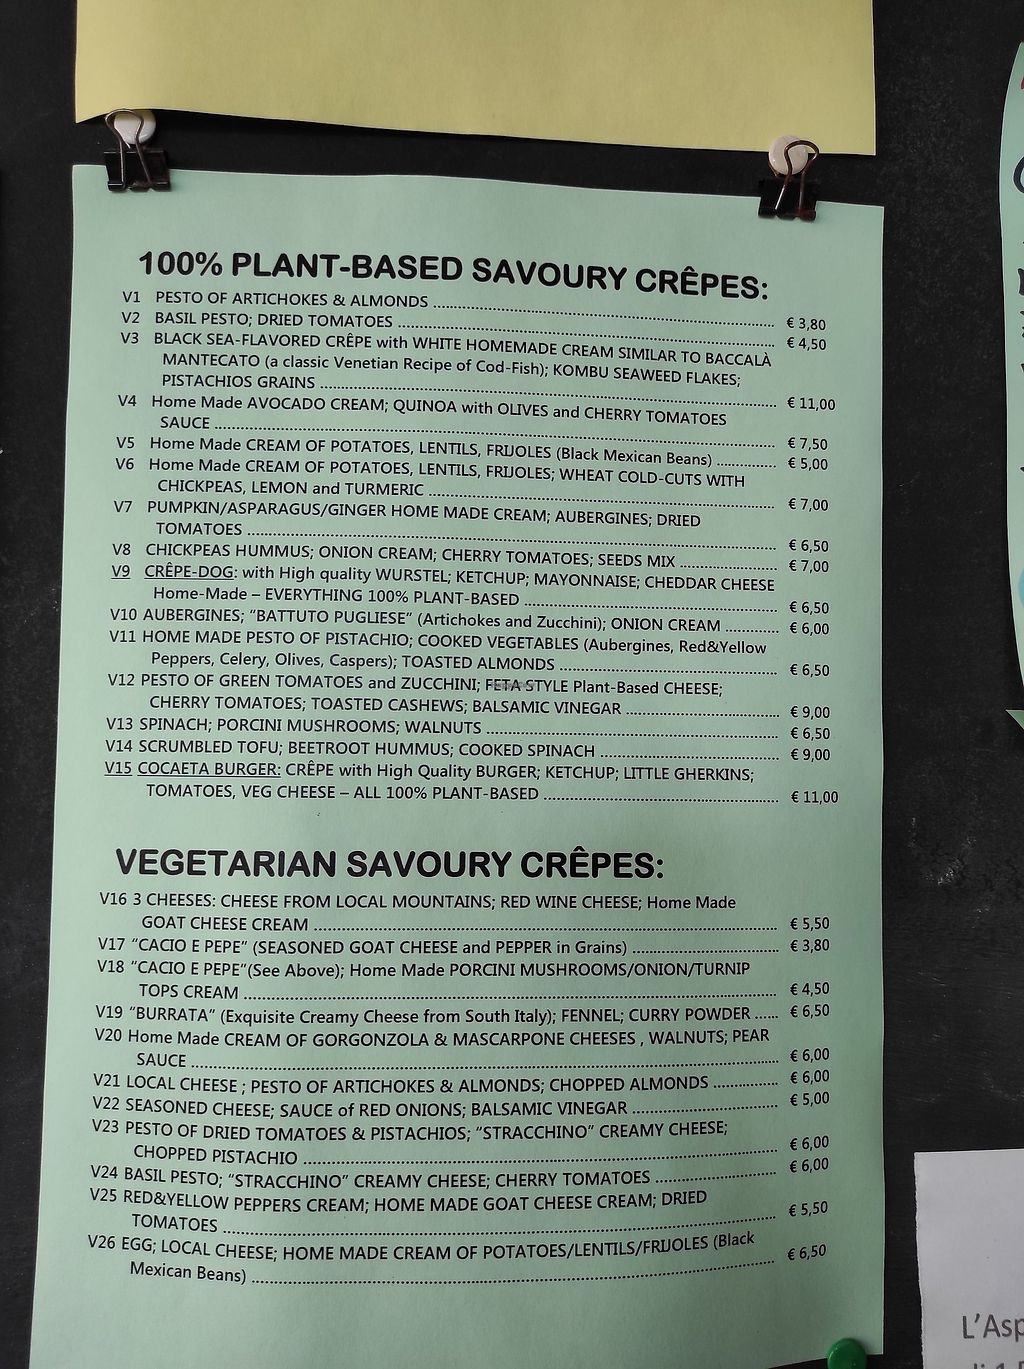 100% PLANT-BASED SAVOURY CRÊPES:
V1 PESTO OF ARTICHOKES & ALMONDS ........ € 3,80
V2 BASIL PESTO; DRIED TOMATOES ........ € 4,50
V3 BLACK SEA-FLAVORED CRÊPE with WHITE HOMEMADE CREAM SIMILAR TO BACCALÀ
MANTECATO (a classic Venetian Recipe of Cod-Fish); KOMBU SEAWEED FLAKES;
PISTACHIOS GRAINS ........ € 11,00
V4 Home Made AVOCADO CREAM; QUINOA with OLIVES and CHERRY TOMATOES
SAUCE ........ € 7,50
V5 Home Made CREAM OF POTATOES, LENTILS, FRIJOLES (Black Mexican Beans) ........ € 5,00
V6 Home Made CREAM OF POTATOES, LENTILS, FRIJOLES; WHEAT COLD-CUTS WITH
CHICKPEAS, LEMON and TURMERIC ........ € 7,00
V7 PUMPKIN/ASPARAGUS/GINGER HOME MADE CREAM; AUBERGINES; DRIED
TOMATOES ........ € 6,50
V8 CHICKPEAS HUMMUS; ONION CREAM; CHERRY TOMATOES; SEEDS MIX ........ € 7,00
V9 CRÊPE-DOG: with High quality WURSTEL; KETCHUP; MAYONNAISE; CHEDDAR CHEESE
Home-Made – EVERYTHING 100% PLANT-BASED ........ € 6,50
V10 AUBERGINES; "BATTUTO PUGLIESE" (Artichokes and Zucchini); ONION CREAM ........ € 6,00
V11 HOME MADE PESTO OF PISTACHIO; COOKED VEGETABLES (Aubergines, Red&Yellow
Peppers, Celery, Olives, Caspers); TOASTED ALMONDS ........ € 6,50
V12 PESTO OF GREEN TOMATOES and ZUCCHINI; FETA STYLE Plant-Based CHEESE;
CHERRY TOMATOES; TOASTED CASHEWS; BALSAMIC VINEGAR ........ € 9,00
V13 SPINACH; PORCINI MUSHROOMS; WALNUTS ........ € 6,50
V14 SCRUMBLED TOFU; BEETROOT HUMMUS; COOKED SPINACH ........ € 9,00
V15 COCAETA BURGER: CRÊPE with High Quality BURGER; KETCHUP; LITTLE GHERKINS;
TOMATOES, VEG CHEESE – ALL 100% PLANT-BASED ........ € 11,00
VEGETARIAN SAVOURY CRÊPES:
V16 3 CHEESES: CHEESE FROM LOCAL MOUNTAINS; RED WINE CHEESE; Home Made
GOAT CHEESE CREAM ........ € 5,50
V17 "CACIO E PEPE" (SEASONED GOAT CHEESE and PEPPER in Grains) ........ € 3,80
V18 "CACIO E PEPE"(See Above); Home Made PORCINI MUSHROOMS/ONION/TURNIP
TOPS CREAM ........ € 4,50
V19 "BURRATA" (Exquisite Creamy Cheese from South Italy); FENNEL; CURRY POWDER ...... € 6,50
V20 Home Made CREAM OF GORGONZOLA & MASCARPONE CHEESES , WALNUTS; PEAR
SAUCE ........ € 6,00
V21 LOCAL CHEESE ; PESTO OF ARTICHOKES & ALMONDS; CHOPPED ALMONDS ........ € 6,00
V22 SEASONED CHEESE; SAUCE of RED ONIONS; BALSAMIC VINEGAR ........ € 5,00
V23 PESTO OF DRIED TOMATOES & PISTACHIOS; "STRACCHINO" CREAMY CHEESE;
CHOPPED PISTACHIO ........ € 6,00
V24 BASIL PESTO; "STRACCHINO" CREAMY CHEESE; CHERRY TOMATOES ........ € 6,00
V25 RED&YELLOW PEPPERS CREAM; HOME MADE GOAT CHEESE CREAM; DRIED
TOMATOES ........ € 5,50
V26 EGG; LOCAL CHEESE; HOME MADE CREAM OF POTATOES/LENTILS/FRIJOLES (Black
Mexican Beans) ........ € 6,50
L'Asp